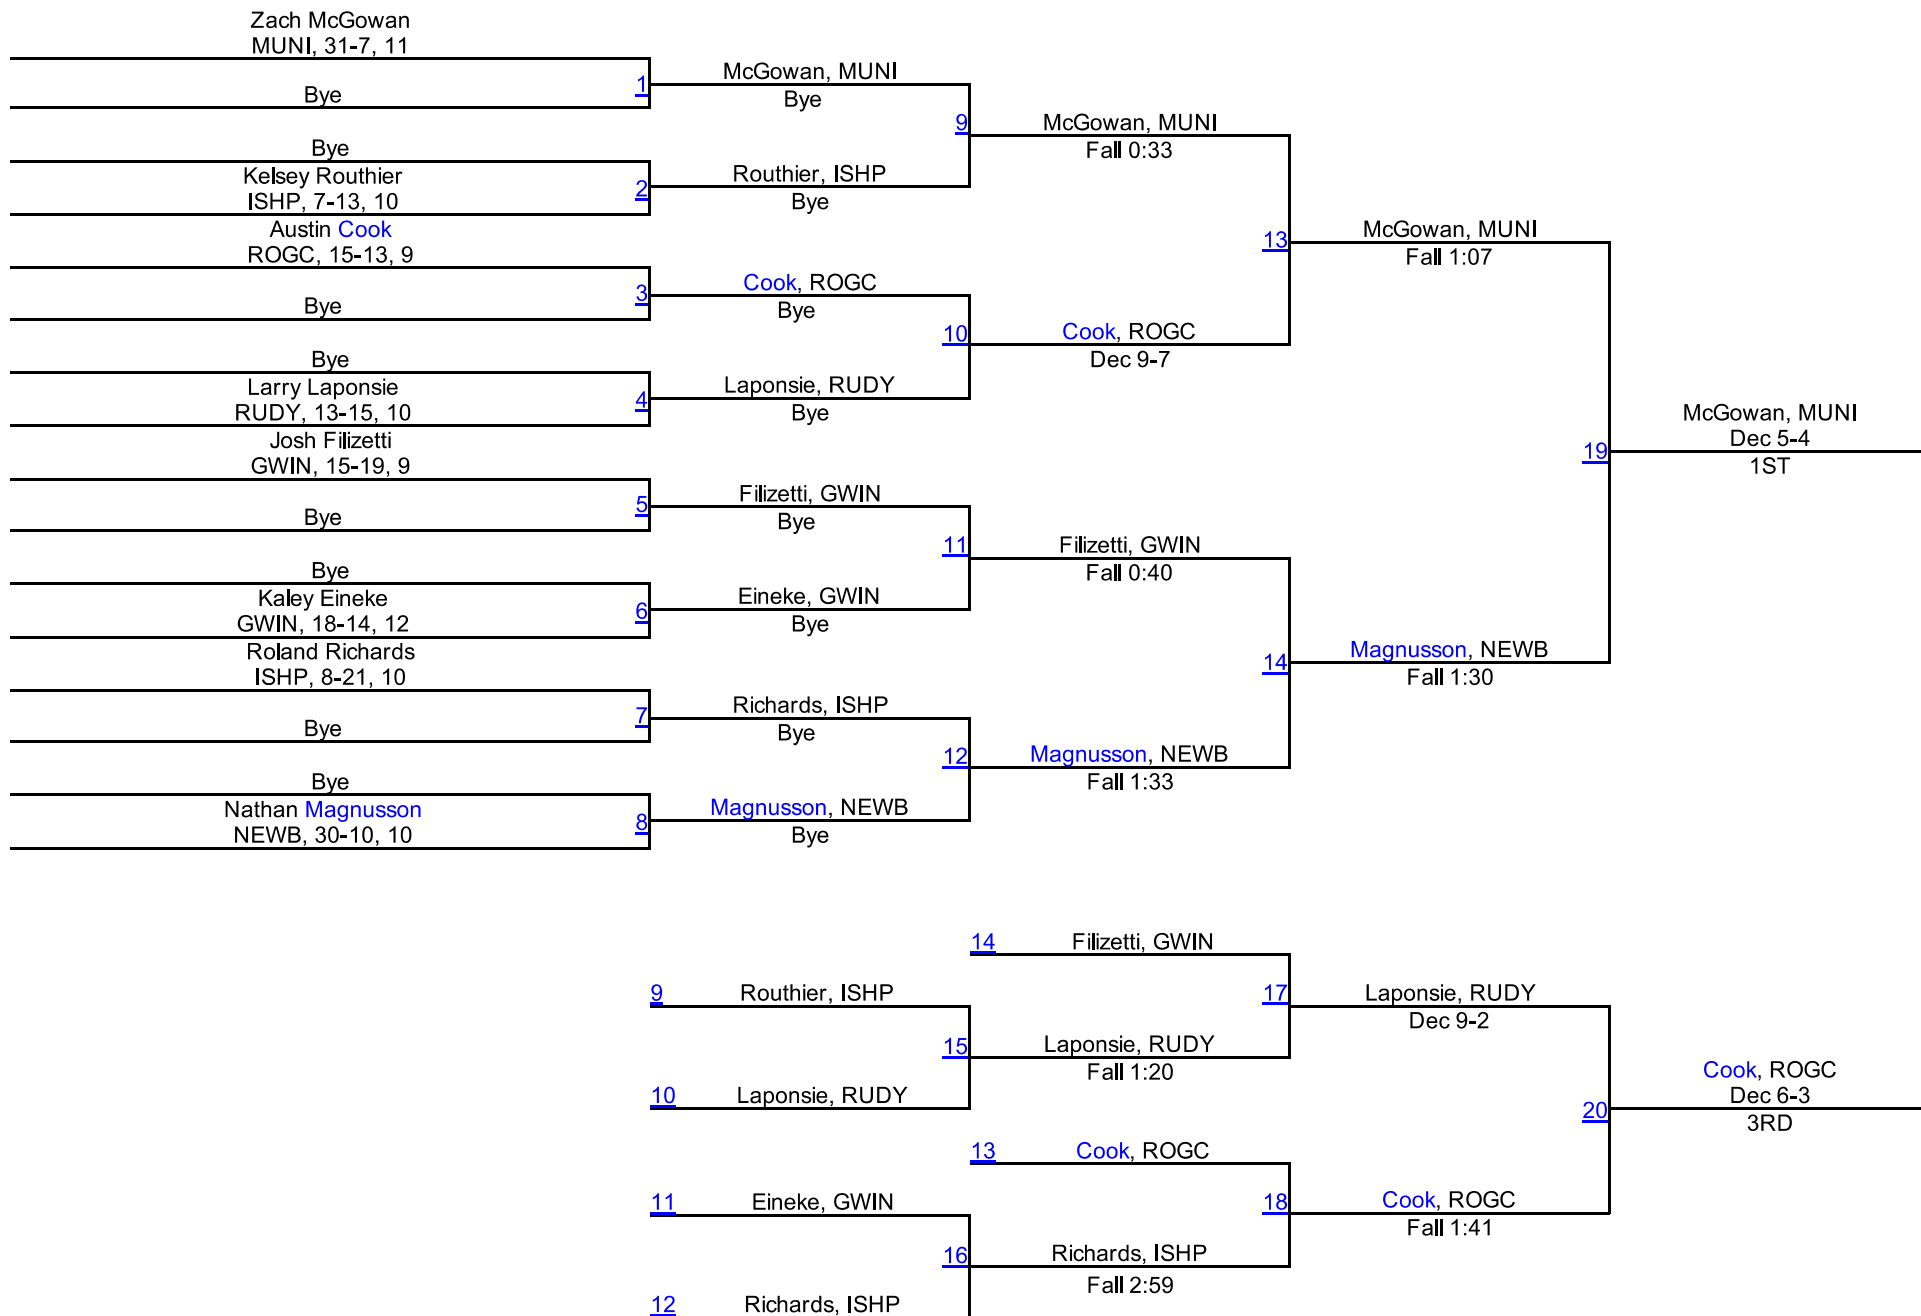 Zach McGowan
MUNI, 31-7, 11
Bye
1
Bye
Kelsey Routhier
ISHP, 7-13, 10
2
Austin Cook
ROGC, 15-13, 9
Bye
3
Bye
Larry Laponsie
RUDY, 13-15, 10
4
Josh Filizetti
GWIN, 15-19, 9
Bye
5
Bye
Kaley Eineke
GWIN, 18-14, 12
6
Roland Richards
ISHP, 8-21, 10
Bye
7
Bye
Nathan Magnusson
NEWB, 30-10, 10
8
McGowan, MUNI
Bye
9
Routhier, ISHP
Bye
Cook, ROGC
Bye
10
Laponsie, RUDY
Bye
Filizetti, GWIN
Bye
11
Eineke, GWIN
Bye
Richards, ISHP
Bye
12
Magnusson, NEWB
Bye
McGowan, MUNI
Fall 0:33
13
Cook, ROGC
Dec 9-7
Filizetti, GWIN
Fall 0:40
14
Magnusson, NEWB
Fall 1:33
McGowan, MUNI
Fall 1:07
19
Magnusson, NEWB
Fall 1:30
McGowan, MUNI
Dec 5-4
1ST
14
Filizetti, GWIN
9
Routhier, ISHP
17
Laponsie, RUDY
Dec 9-2
15
Laponsie, RUDY
Fall 1:20
10
Laponsie, RUDY
20
Cook, ROGC
Dec 6-3
3RD
13
Cook, ROGC
11
Eineke, GWIN
18
Cook, ROGC
Fall 1:41
16
Richards, ISHP
Fall 2:59
12
Richards, ISHP